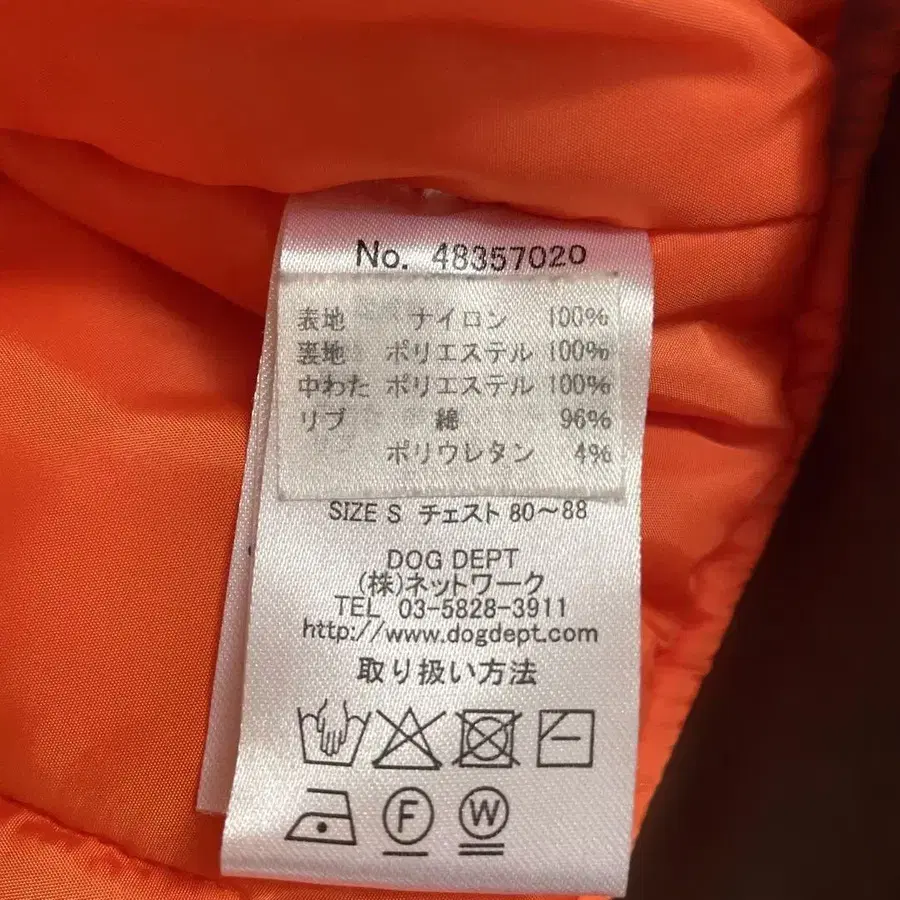 No. 48357020
表地 ナイロン 100%
裏地 ポリエステル 100%
中わた ポリエステル 100%
リブ 綿 96%
ポリウレタン 4%
SIZE S チェスト 80〜88
DOG DEPT
(株)ネットワーク
TEL 03-5828-3911
http://www.dogdept.com
取り扱い方法
F W